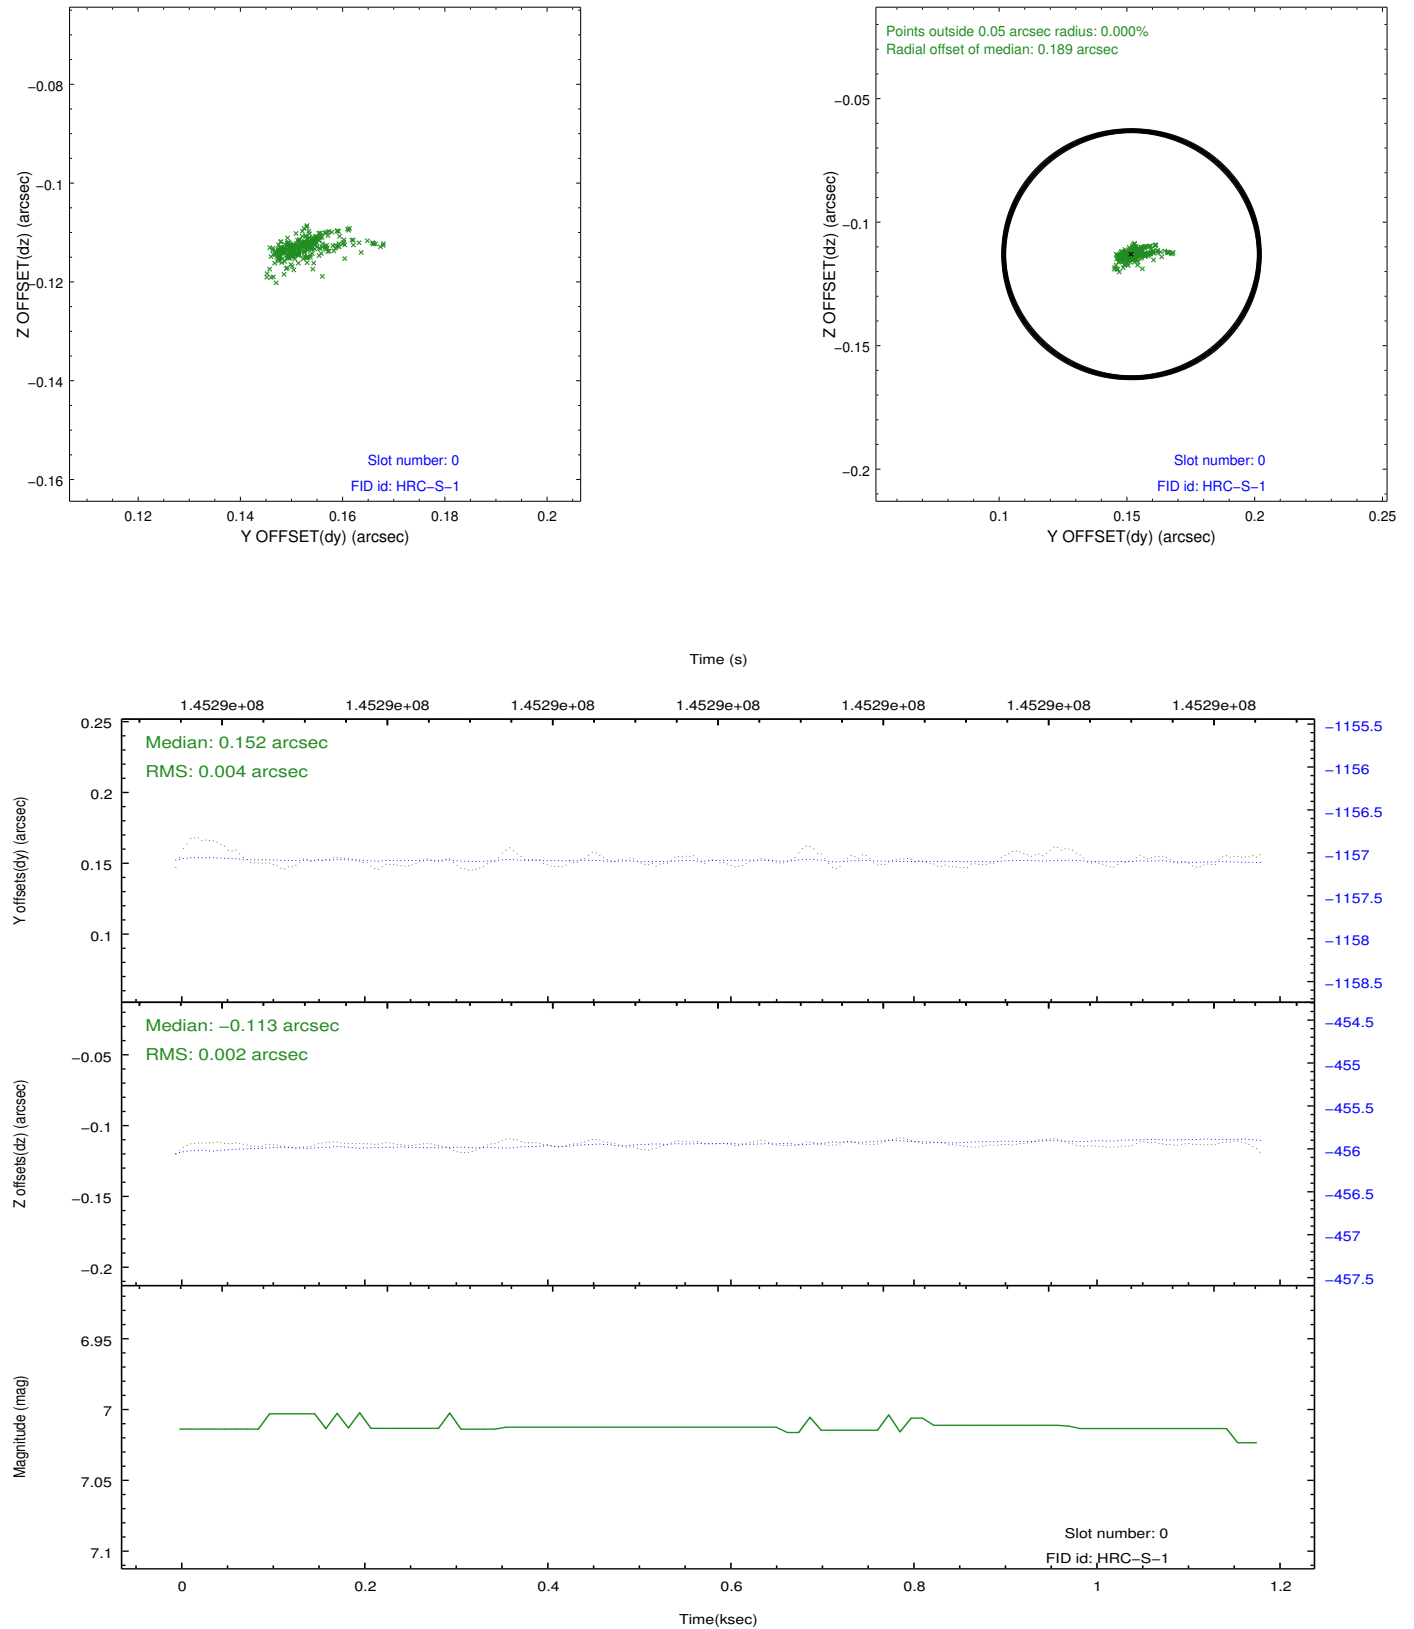 −0.08
−0.1
−0.12
−0.14
−0.16
Z OFFSET(dz) (arcsec)
Slot number: 0
FID id: HRC−S−1
0.12 0.14 0.16 0.18 0.2
Y OFFSET(dy) (arcsec)
Points outside 0.05 arcsec radius: 0.000%
Radial offset of median: 0.189 arcsec
−0.05
−0.1
−0.15
−0.2
Z OFFSET(dz) (arcsec)
Slot number: 0
FID id: HRC−S−1
0.1 0.15 0.2 0.25
Y OFFSET(dy) (arcsec)
Time (s)
1.4529e+08 1.4529e+08 1.4529e+08 1.4529e+08 1.4529e+08 1.4529e+08 1.4529e+08
Median: 0.152 arcsec
RMS: 0.004 arcsec
0.25
0.2
0.15
0.1
Y offsets(dy) (arcsec)
−1155.5
−1156
−1156.5
−1157
−1157.5
−1158
−1158.5
Median: −0.113 arcsec
RMS: 0.002 arcsec
−0.05
−0.1
−0.15
−0.2
Z offsets(dz) (arcsec)
−454.5
−455
−455.5
−456
−456.5
−457
−457.5
6.95
7
7.05
7.1
Magnitude (mag)
Slot number: 0
FID id: HRC−S−1
0 0.2 0.4 0.6 0.8 1 1.2
Time(ksec)